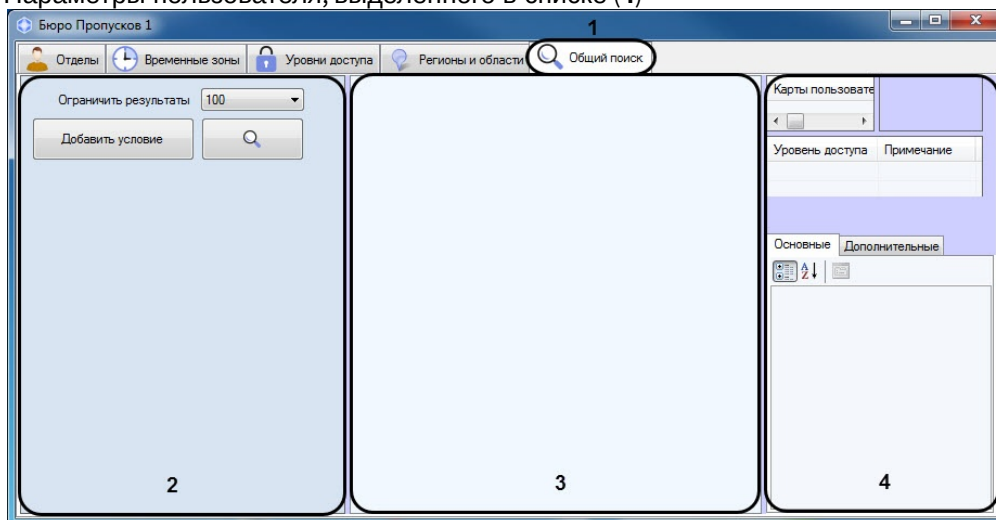 Параметры пользователя, выделенного в списке (4)
Бюро Пропусков 1
1
Отделы
Временные зоны
Уровни доступа
Регионы и области
Общий поиск
Ограничить результаты 100
Добавить условие
Карты пользовате
Уровень доступа Примечание
Основные Дополнительные
2
3
4